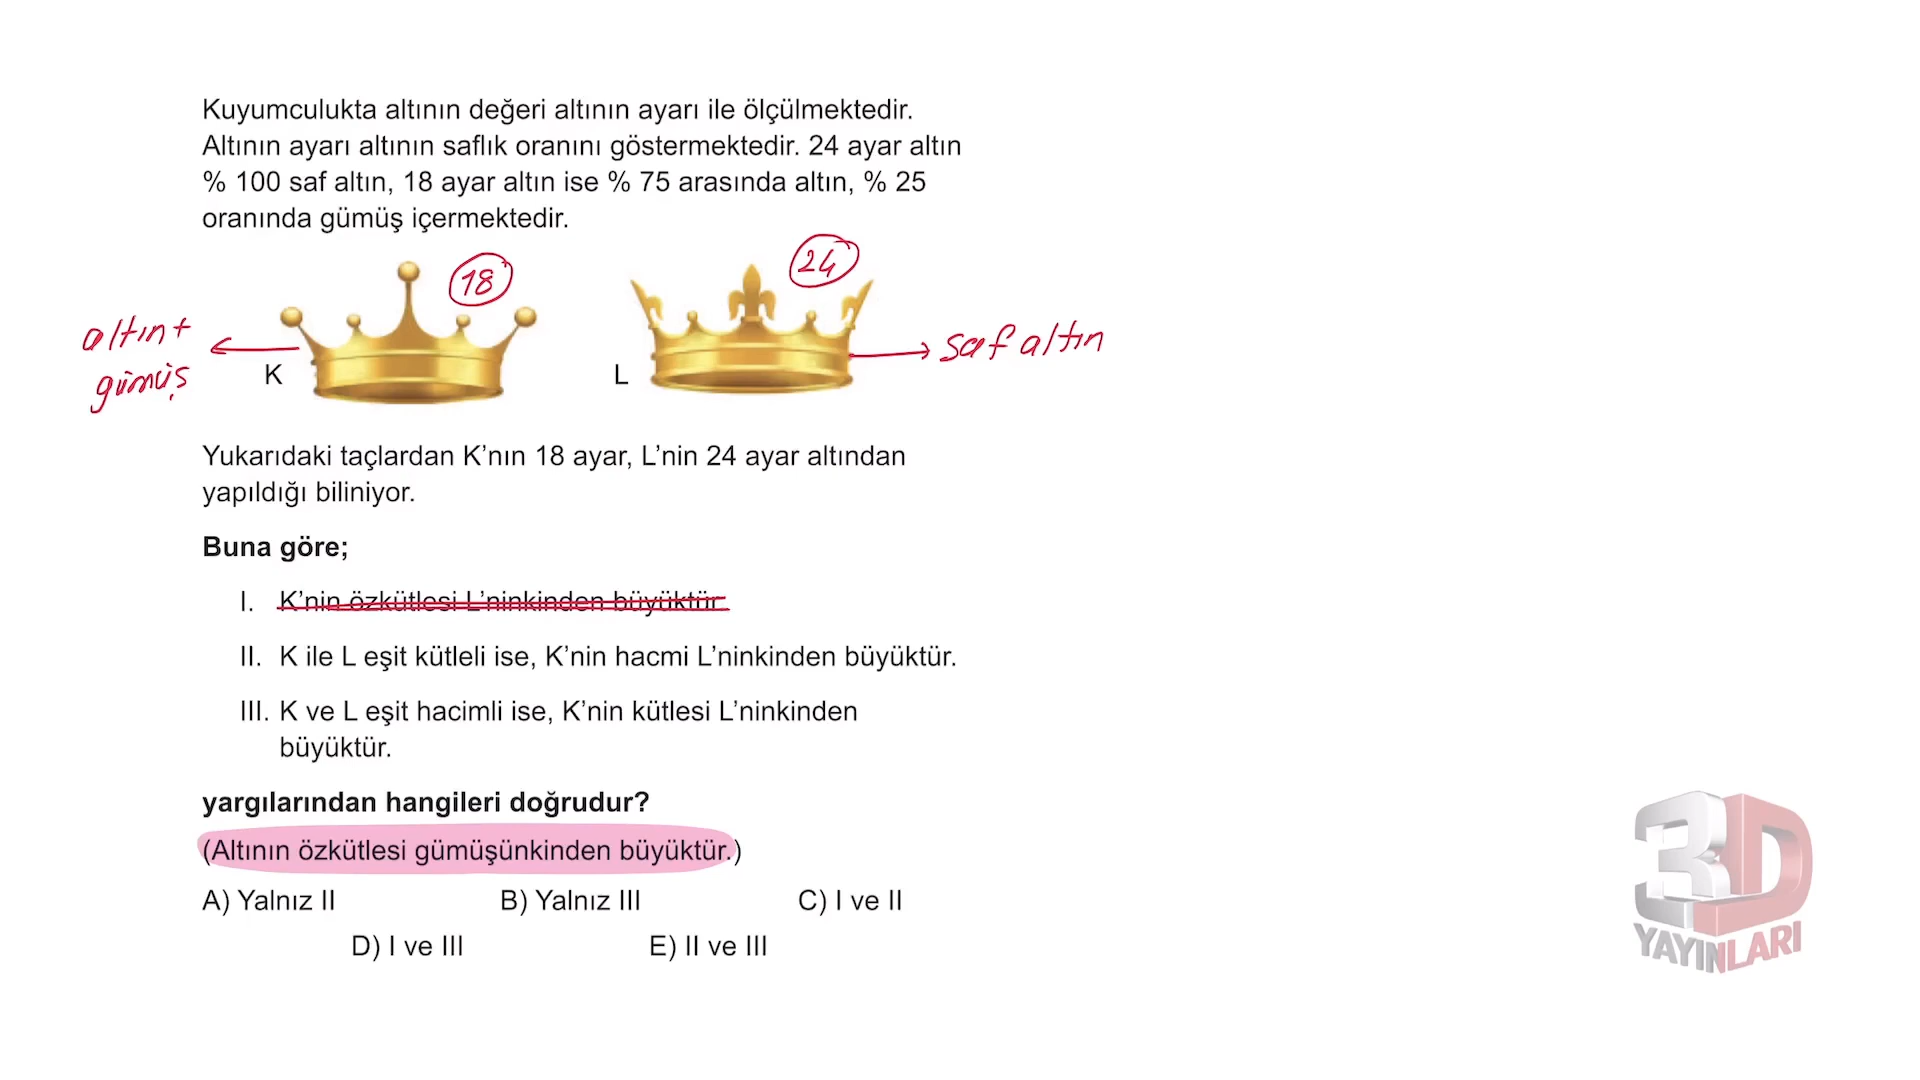 Kuyumculukta altının değeri altının ayarı ile ölçülmektedir.
Altının ayarı altının saflık oranını göstermektedir. 24 ayar altın
% 100 saf altın, 18 ayar altın ise % 75 arasında altın, % 25
oranında gümüş içermektedir.
18
24
altın +
gümüş
K
L
saf altın
Yukarıdaki taçlardan K’nın 18 ayar, L’nin 24 ayar altından
yapıldığı biliniyor.
Buna göre;
I. K’nin özkütlesi L’ninkinden büyüktür.
II. K ile L eşit kütleli ise, K’nin hacmi L’ninkinden büyüktür.
III. K ve L eşit hacimli ise, K’nin kütlesi L’ninkinden
büyüktür.
yargılarından hangileri doğrudur?
(Altının özkütlesi gümüşünkinden büyüktür.)
A) Yalnız II B) Yalnız III C) I ve II
D) I ve III E) II ve III
3D
YAYINLARI